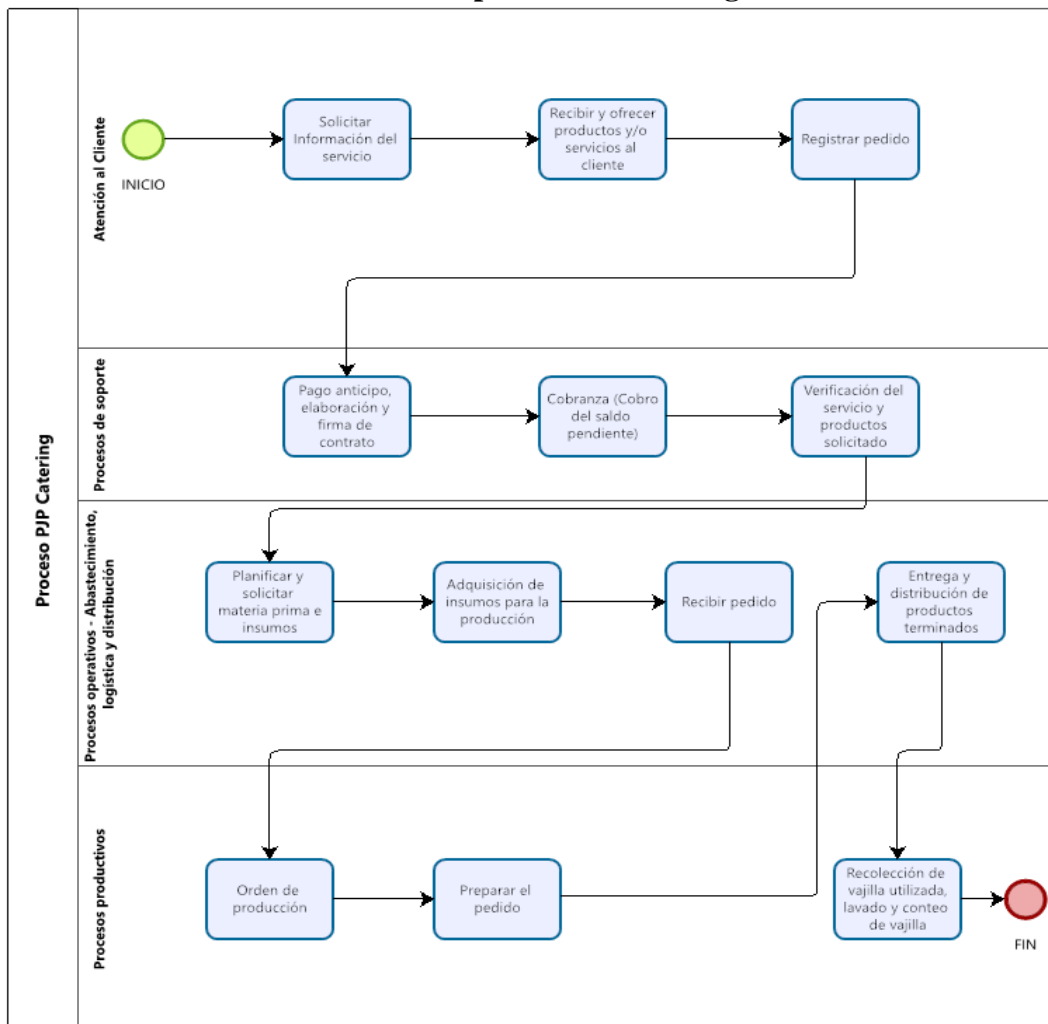 Proceso PJP Catering
Atención al Cliente
INICIO
Solicitar
Información del
servicio
Recibir y ofrecer
productos y/o
servicios al
cliente
Registrar pedido
Procesos de soporte
Pago anticipo,
elaboración y
firma de
contrato
Cobranza (Cobro
del saldo
pendiente)
Verificación del
servicio y
productos
solicitado
Procesos operativos - Abastecimiento,
logística y distribución
Planificar y
solicitar
materia prima e
insumos
Adquisición de
insumos para la
producción
Recibir pedido
Entrega y
distribución de
productos
terminados
Procesos productivos
Orden de
producción
Preparar el
pedido
Recolección de
vajilla utilizada,
lavado y conteo
de vajilla
FIN